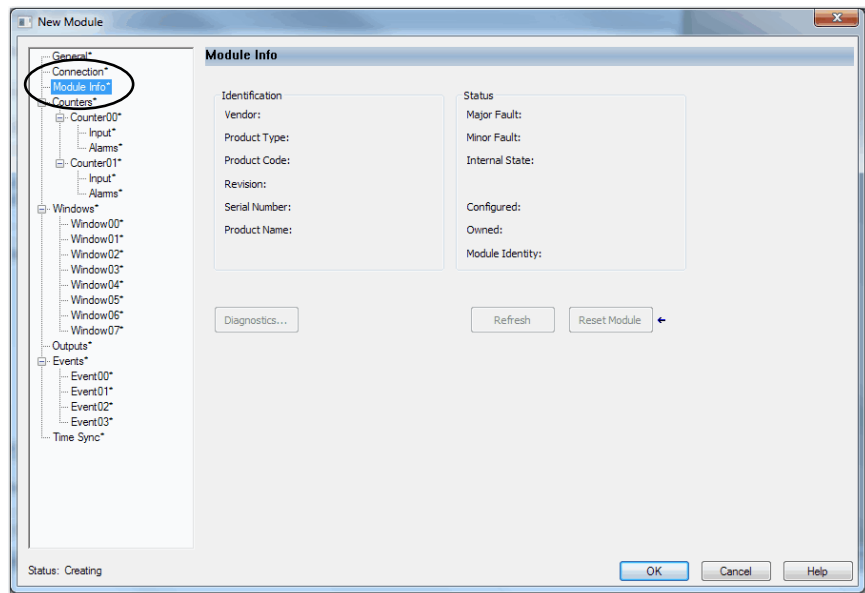 New Module
General*
Connection*
Module Info*
Counters*
Counter00*
Input*
Alarms*
Counter01*
Input*
Alarms*
Windows*
Window00*
Window01*
Window02*
Window03*
Window04*
Window05*
Window06*
Window07*
Outputs*
Events*
Event00*
Event01*
Event02*
Event03*
Time Sync*
Module Info
Identification
Vendor:
Product Type:
Product Code:
Revision:
Serial Number:
Product Name:
Status
Major Fault:
Minor Fault:
Internal State:
Configured:
Owned:
Module Identity:
Diagnostics...
Refresh
Reset Module
Status: Creating
OK
Cancel
Help